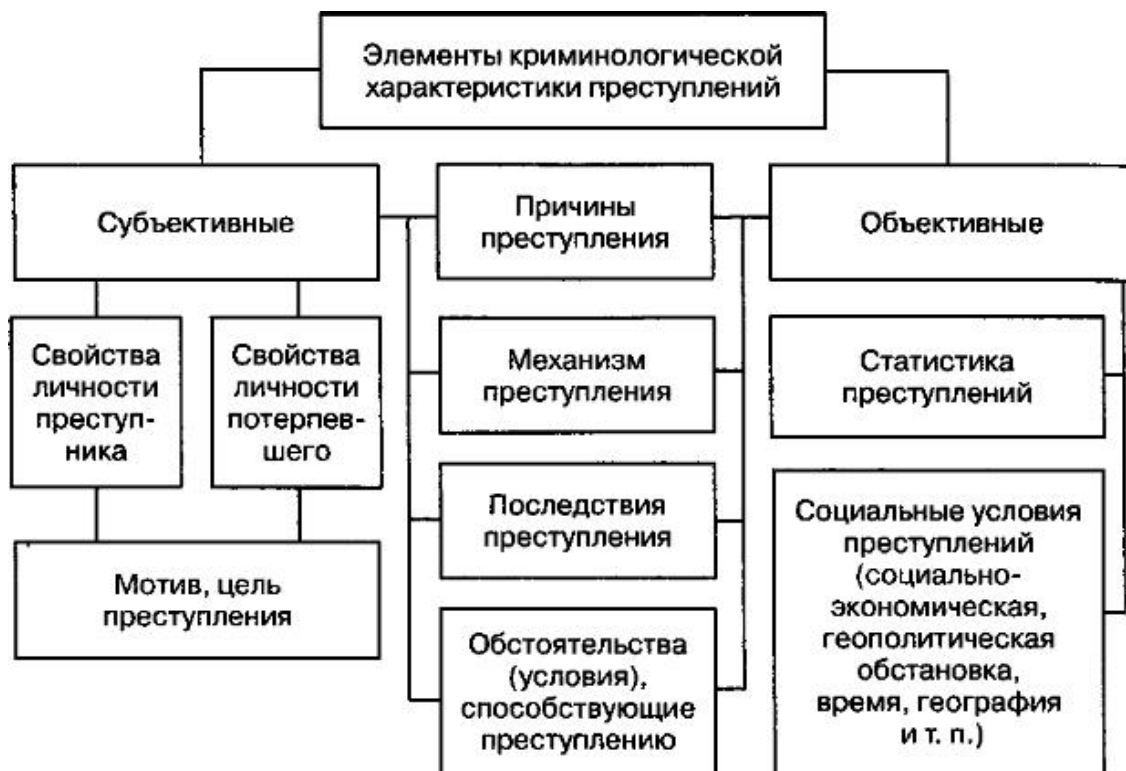 Элементы криминологической
характеристики преступлений
Субъективные
Причины
преступления
Объективные
Свойства
личности
преступ-
ника
Свойства
личности
потерпев-
шего
Механизм
преступления
Статистика
преступлений
Последствия
преступления
Мотив, цель
преступления
Социальные условия
преступлений
(социально-
экономическая,
геополитическая
обстановка,
время, география
и т. п.)
Обстоятельства
(условия),
способствующие
преступлению